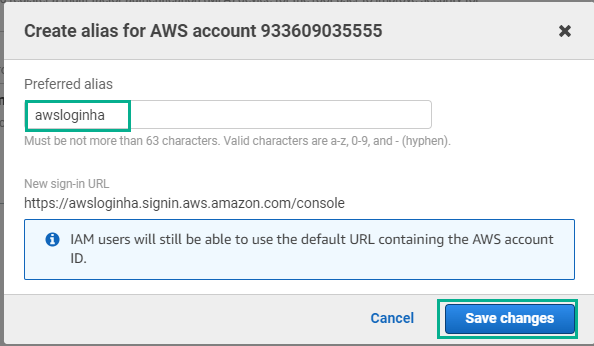 Create alias for AWS account 933609035555
Preferred alias
awsloginha
Must be not more than 63 characters. Valid characters are a-z, 0-9, and - (hyphen).
New sign-in URL
https://awsloginha.signin.aws.amazon.com/console
IAM users will still be able to use the default URL containing the AWS account
ID.
Cancel
Save changes